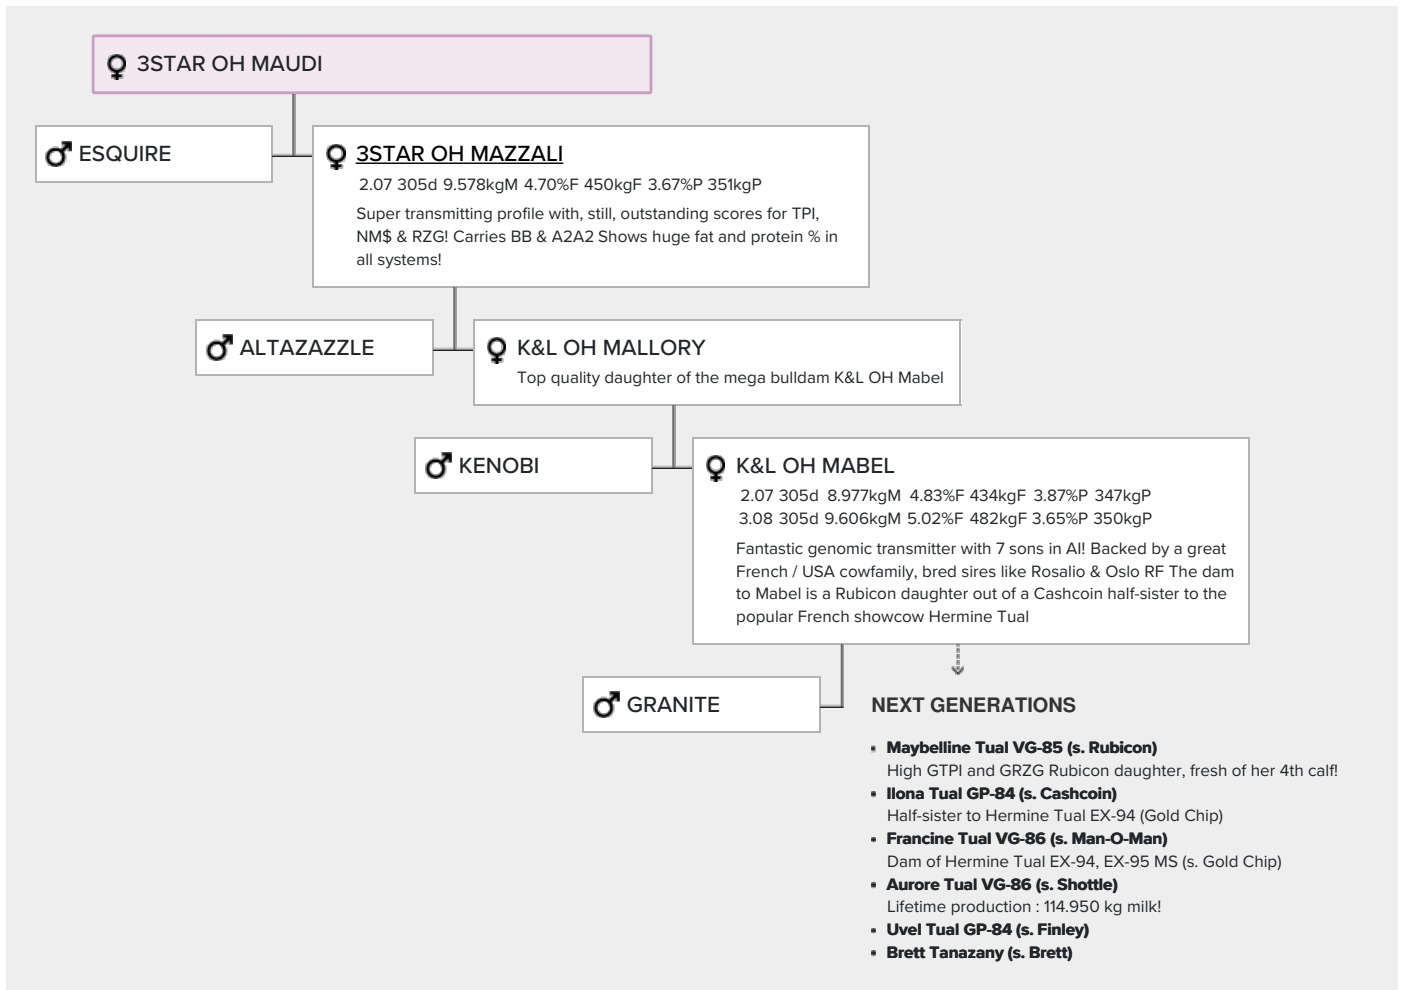 3STAR OH MAUDI
ESQUIRE
3STAR OH MAZZALI
2.07 305d 9.578kgM 4.70%F 450kgF 3.67%P 351kgP
Super transmitting profile with, still, outstanding scores for TPI,
NM$ & RZG! Carries BB & A2A2 Shows huge fat and protein % in
all systems!
ALTAZAZZLE
K&L OH MALLORY
Top quality daughter of the mega bulldam K&L OH Mabel
KENOBI
K&L OH MABEL
2.07 305d 8.977kgM 4.83%F 434kgF 3.87%P 347kgP
3.08 305d 9.606kgM 5.02%F 482kgF 3.65%P 350kgP
Fantastic genomic transmitter with 7 sons in AI! Backed by a great
French / USA cowfamily, bred sires like Rosalio & Oslo RF The dam
to Mabel is a Rubicon daughter out of a Cashcoin half-sister to the
popular French showcow Hermine Tual
GRANITE
NEXT GENERATIONS
▪ Maybelline Tual VG-85 (s. Rubicon)
High GTPI and GRZG Rubicon daughter, fresh of her 4th calf!
▪ Ilona Tual GP-84 (s. Cashcoin)
Half-sister to Hermine Tual EX-94 (Gold Chip)
▪ Francine Tual VG-86 (s. Man-O-Man)
Dam of Hermine Tual EX-94, EX-95 MS (s. Gold Chip)
▪ Aurore Tual VG-86 (s. Shottle)
Lifetime production : 114.950 kg milk!
▪ Uvel Tual GP-84 (s. Finley)
▪ Brett Tanazany (s. Brett)